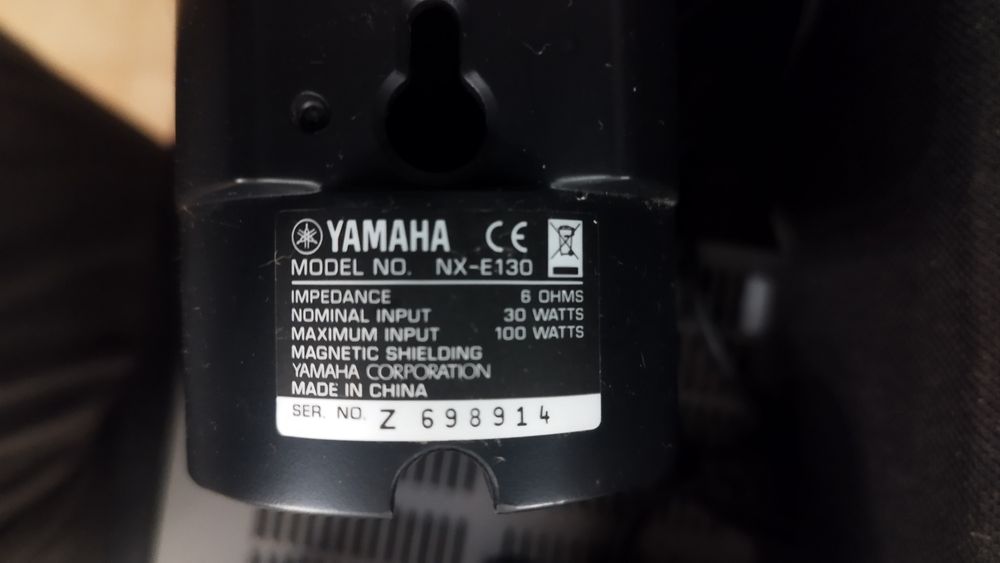 YAMAHA CE
MODEL NO. NX-E130
IMPEDANCE 6 OHMS
NOMINAL INPUT 30 WATTS
MAXIMUM INPUT 100 WATTS
MAGNETIC SHIELDING
YAMAHA CORPORATION
MADE IN CHINA
SER. NO. Z 698914